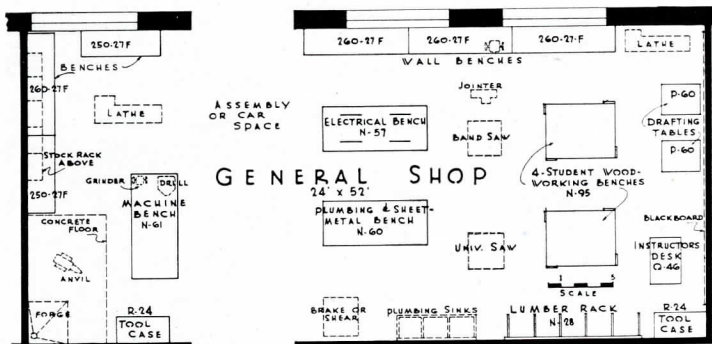 250-27F
260-27F
260-27F
260-27F
BENCHES
WALL BENCHES
LATHE
260-27F
LATHE
ASSEMBLY
OR CAR
SPACE
JOINTER
P-60
ELECTRICAL BENCH
N-57
BAND SAW
DRAFTING
TABLES
P-60
STOCK RACK
ABOVE
GRINDER
DRILL
GENERAL SHOP
24' x 52'
4-STUDENT WOOD-
WORKING BENCHES
N-95
250-27F
MACHINE
BENCH
N-61
PLUMBING & SHEET-
METAL BENCH
N-60
CONCRETE
FLOOR
BLACKBOARD
UNIV. SAW
INSTRUCTORS
DESK
Q-46
ANVIL
1 5
SCALE
FORGE
R-24
TOOL
CASE
BRAKE OR
SHEAR
PLUMBING SINKS
LUMBER RACK
N-28
R-24
TOOL
CASE